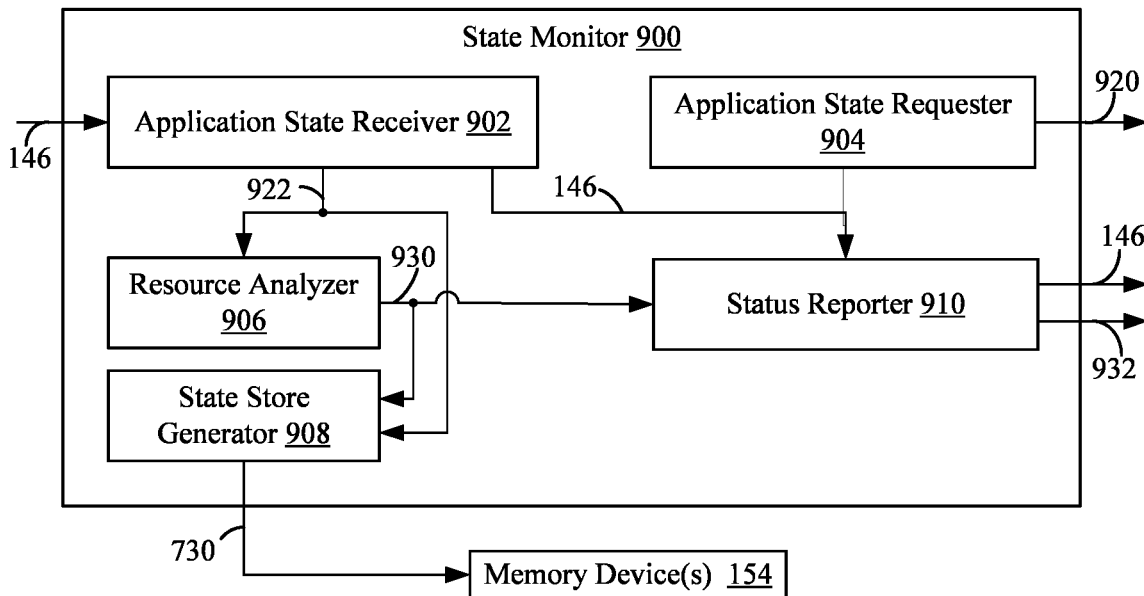 State Monitor 900
Application State Receiver 902
Application State Requester
904
920
146
922
146
146
Resource Analyzer
906
930
Status Reporter 910
932
State Store
Generator 908
730
Memory Device(s) 154